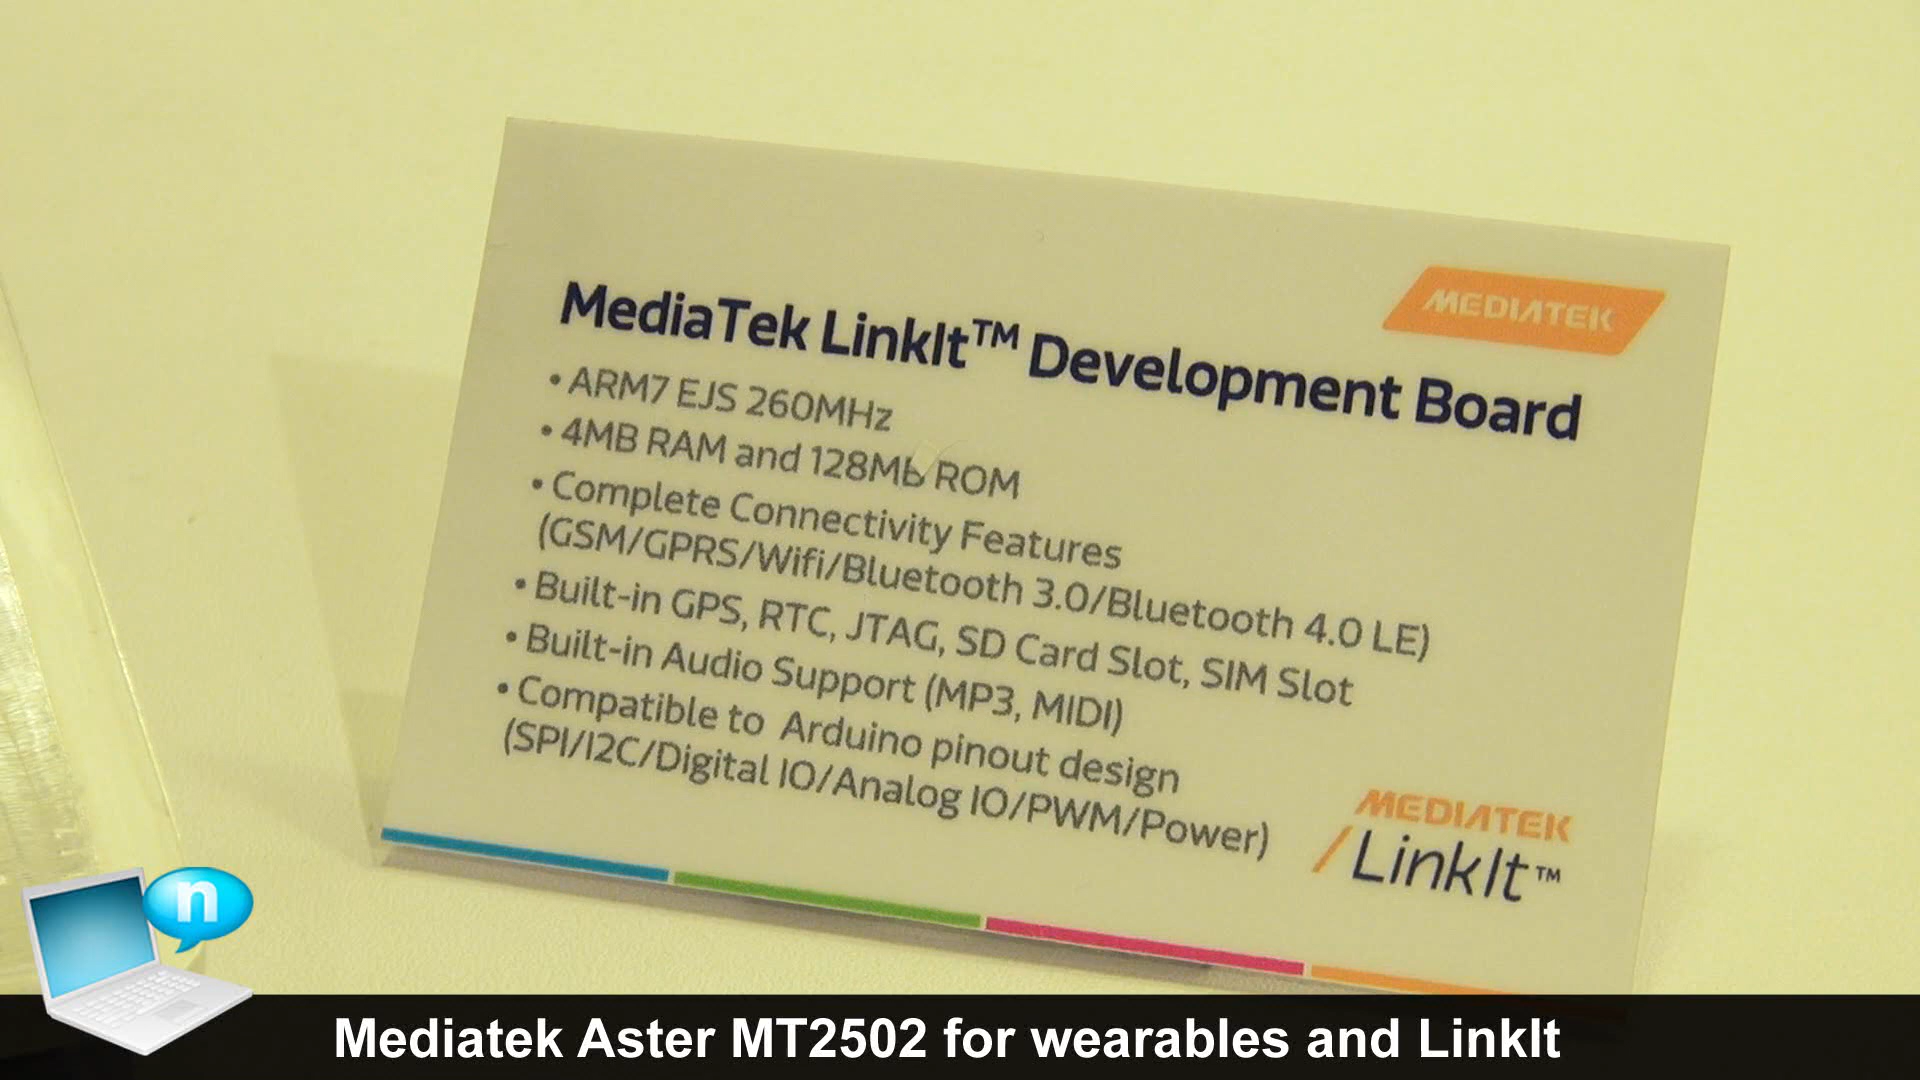 MEDIATEK
MediaTek LinkIt™ Development Board
• ARM7 EJS 260MHz
• 4MB RAM and 128Mb ROM
• Complete Connectivity Features
(GSM/GPRS/Wifi/Bluetooth 3.0/Bluetooth 4.0 LE)
• Built-in GPS, RTC, JTAG, SD Card Slot, SIM Slot
• Built-in Audio Support (MP3, MIDI)
• Compatible to Arduino pinout design
(SPI/I2C/Digital IO/Analog IO/PWM/Power)
MEDIATEK
/LinkIt™
n
Mediatek Aster MT2502 for wearables and LinkIt